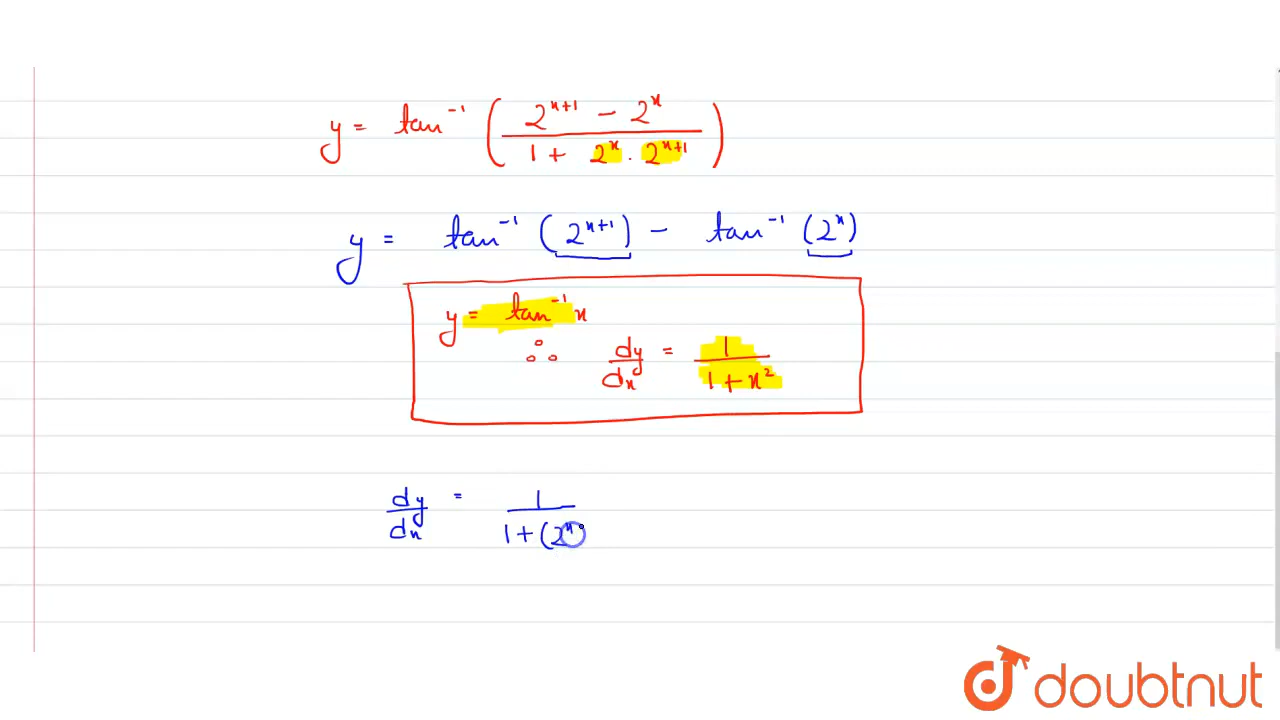 y = tan⁻¹ ( (2ˣ⁺¹ − 2ˣ) / (1 + 2ˣ · 2ˣ⁺¹) )
y = tan⁻¹ (2ˣ⁺¹) − tan⁻¹ (2ˣ)
y = tan⁻¹ x
∴ dy/dx = 1 / (1 + x²)
dy/dx = 1 / (1 + (2ˣ
doubtnut